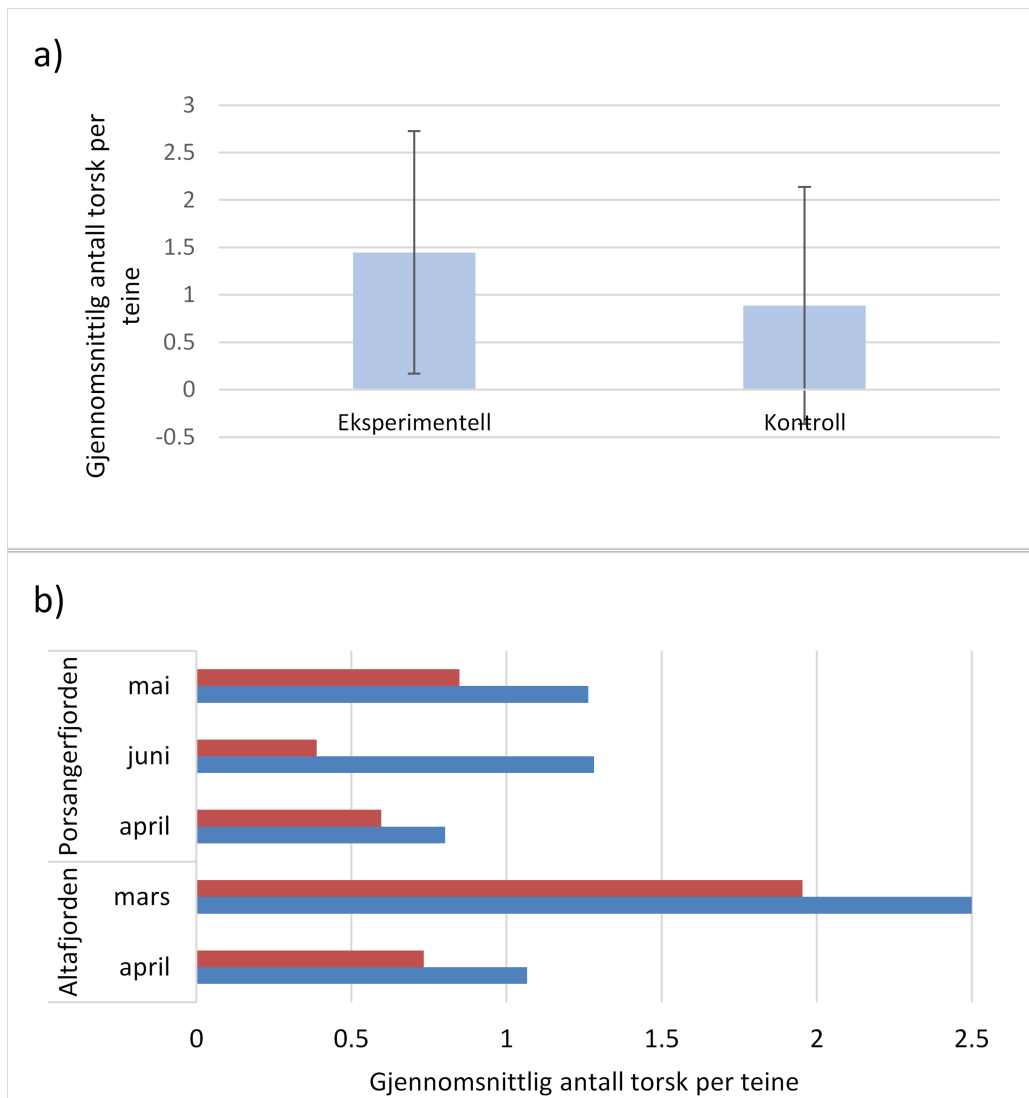 a)
Gjennomsnittilg antall torsk per
teine
3
2.5
2
1.5
1
0.5
0
-0.5
Eksperimentell
Kontroll
b)
Porsangerfjorden
mai
juni
april
Altafjorden
mars
april
0
0.5
1
1.5
2
2.5
Gjennomsnittlig antall torsk per teine